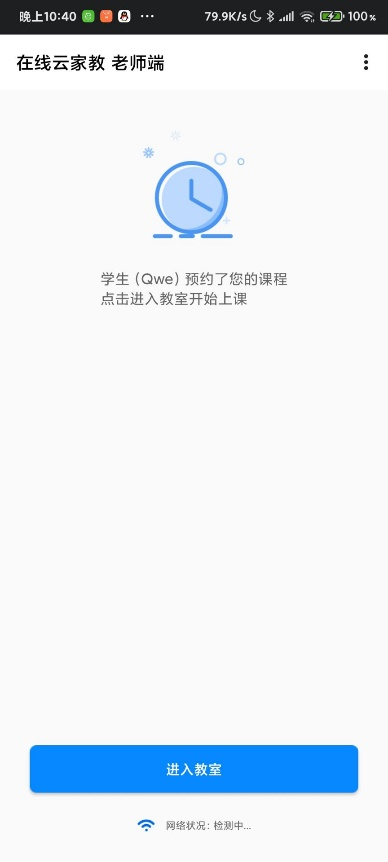 晚上10:40 ··· 79.9K/s 100%
在线云家教 老师端
学生（Qwe）预约了您的课程
点击进入教室开始上课
进入教室
网络状况：检测中...